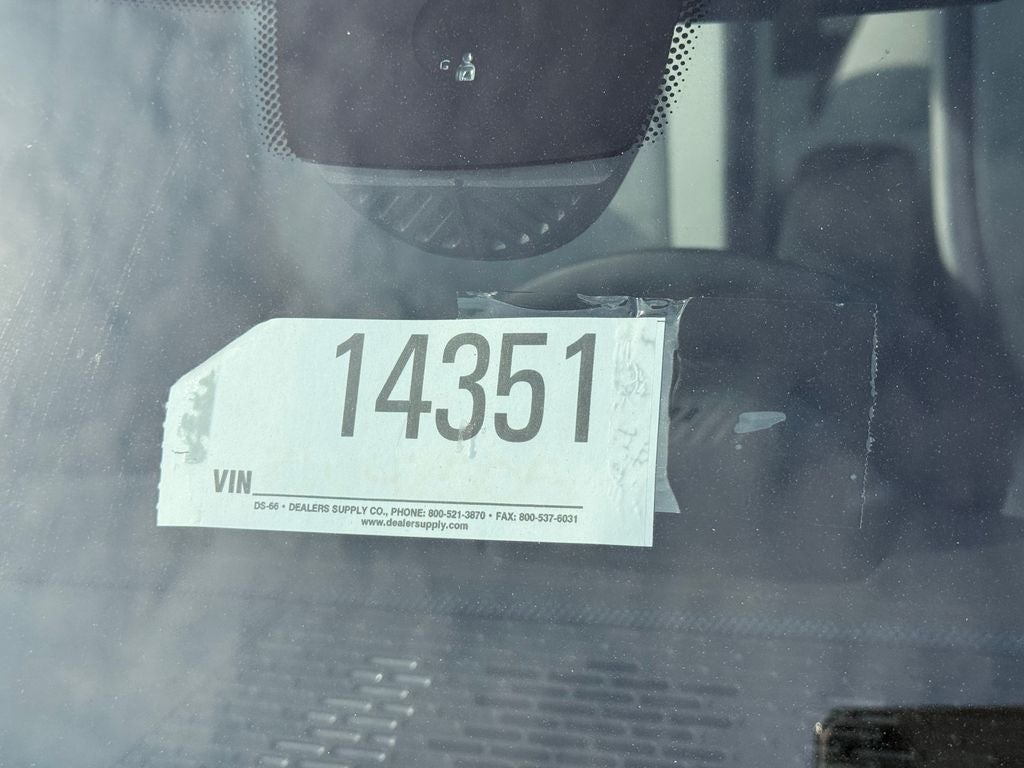 14351
VIN
DS-66 • DEALERS SUPPLY CO., PHONE: 800-521-3870 • FAX: 800-537-6031
www.dealersupply.com